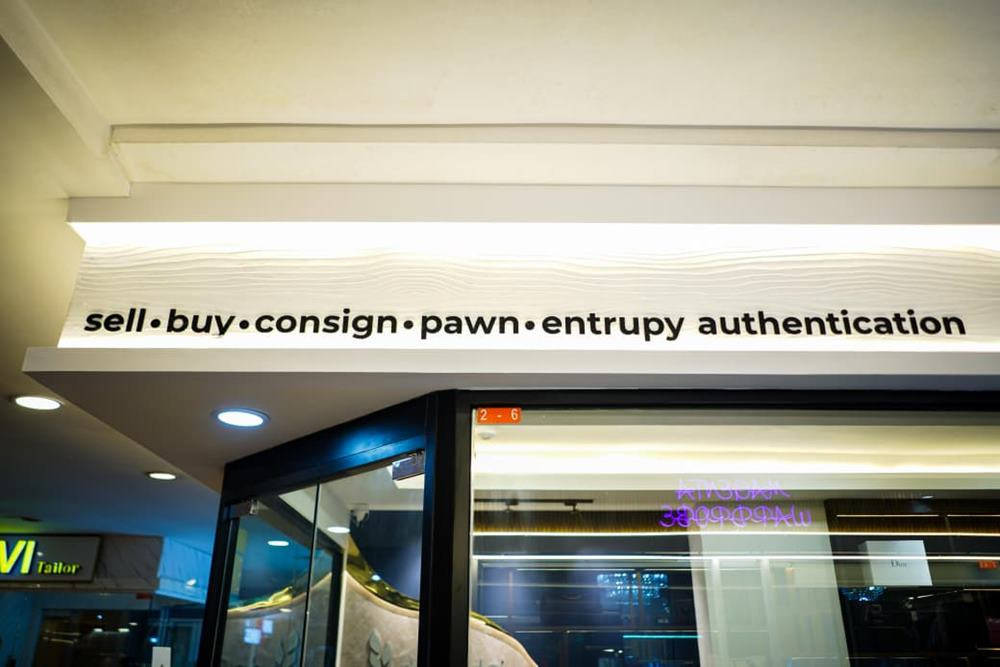 sell•buy•consign•pawn•entrupy authentication
2 - 6
VI Tailor
Dior